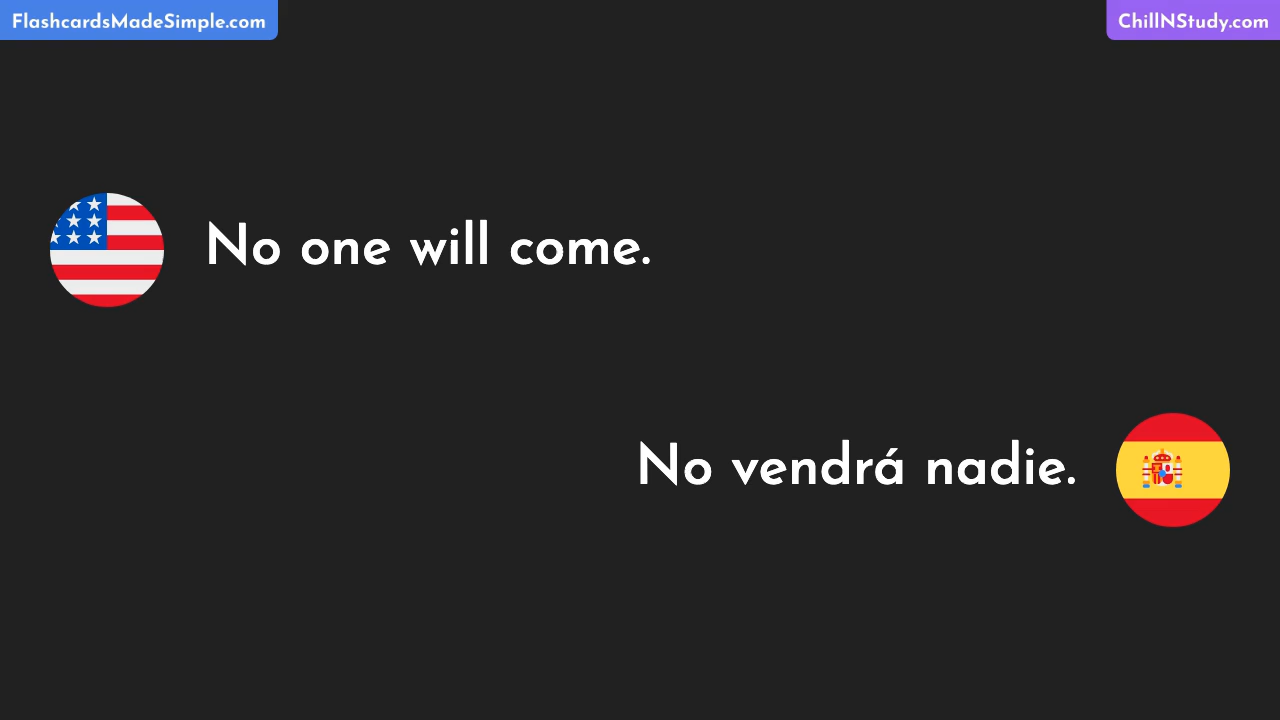 FlashcardsMadeSimple.com
ChillNStudy.com
No one will come.
No vendrá nadie.